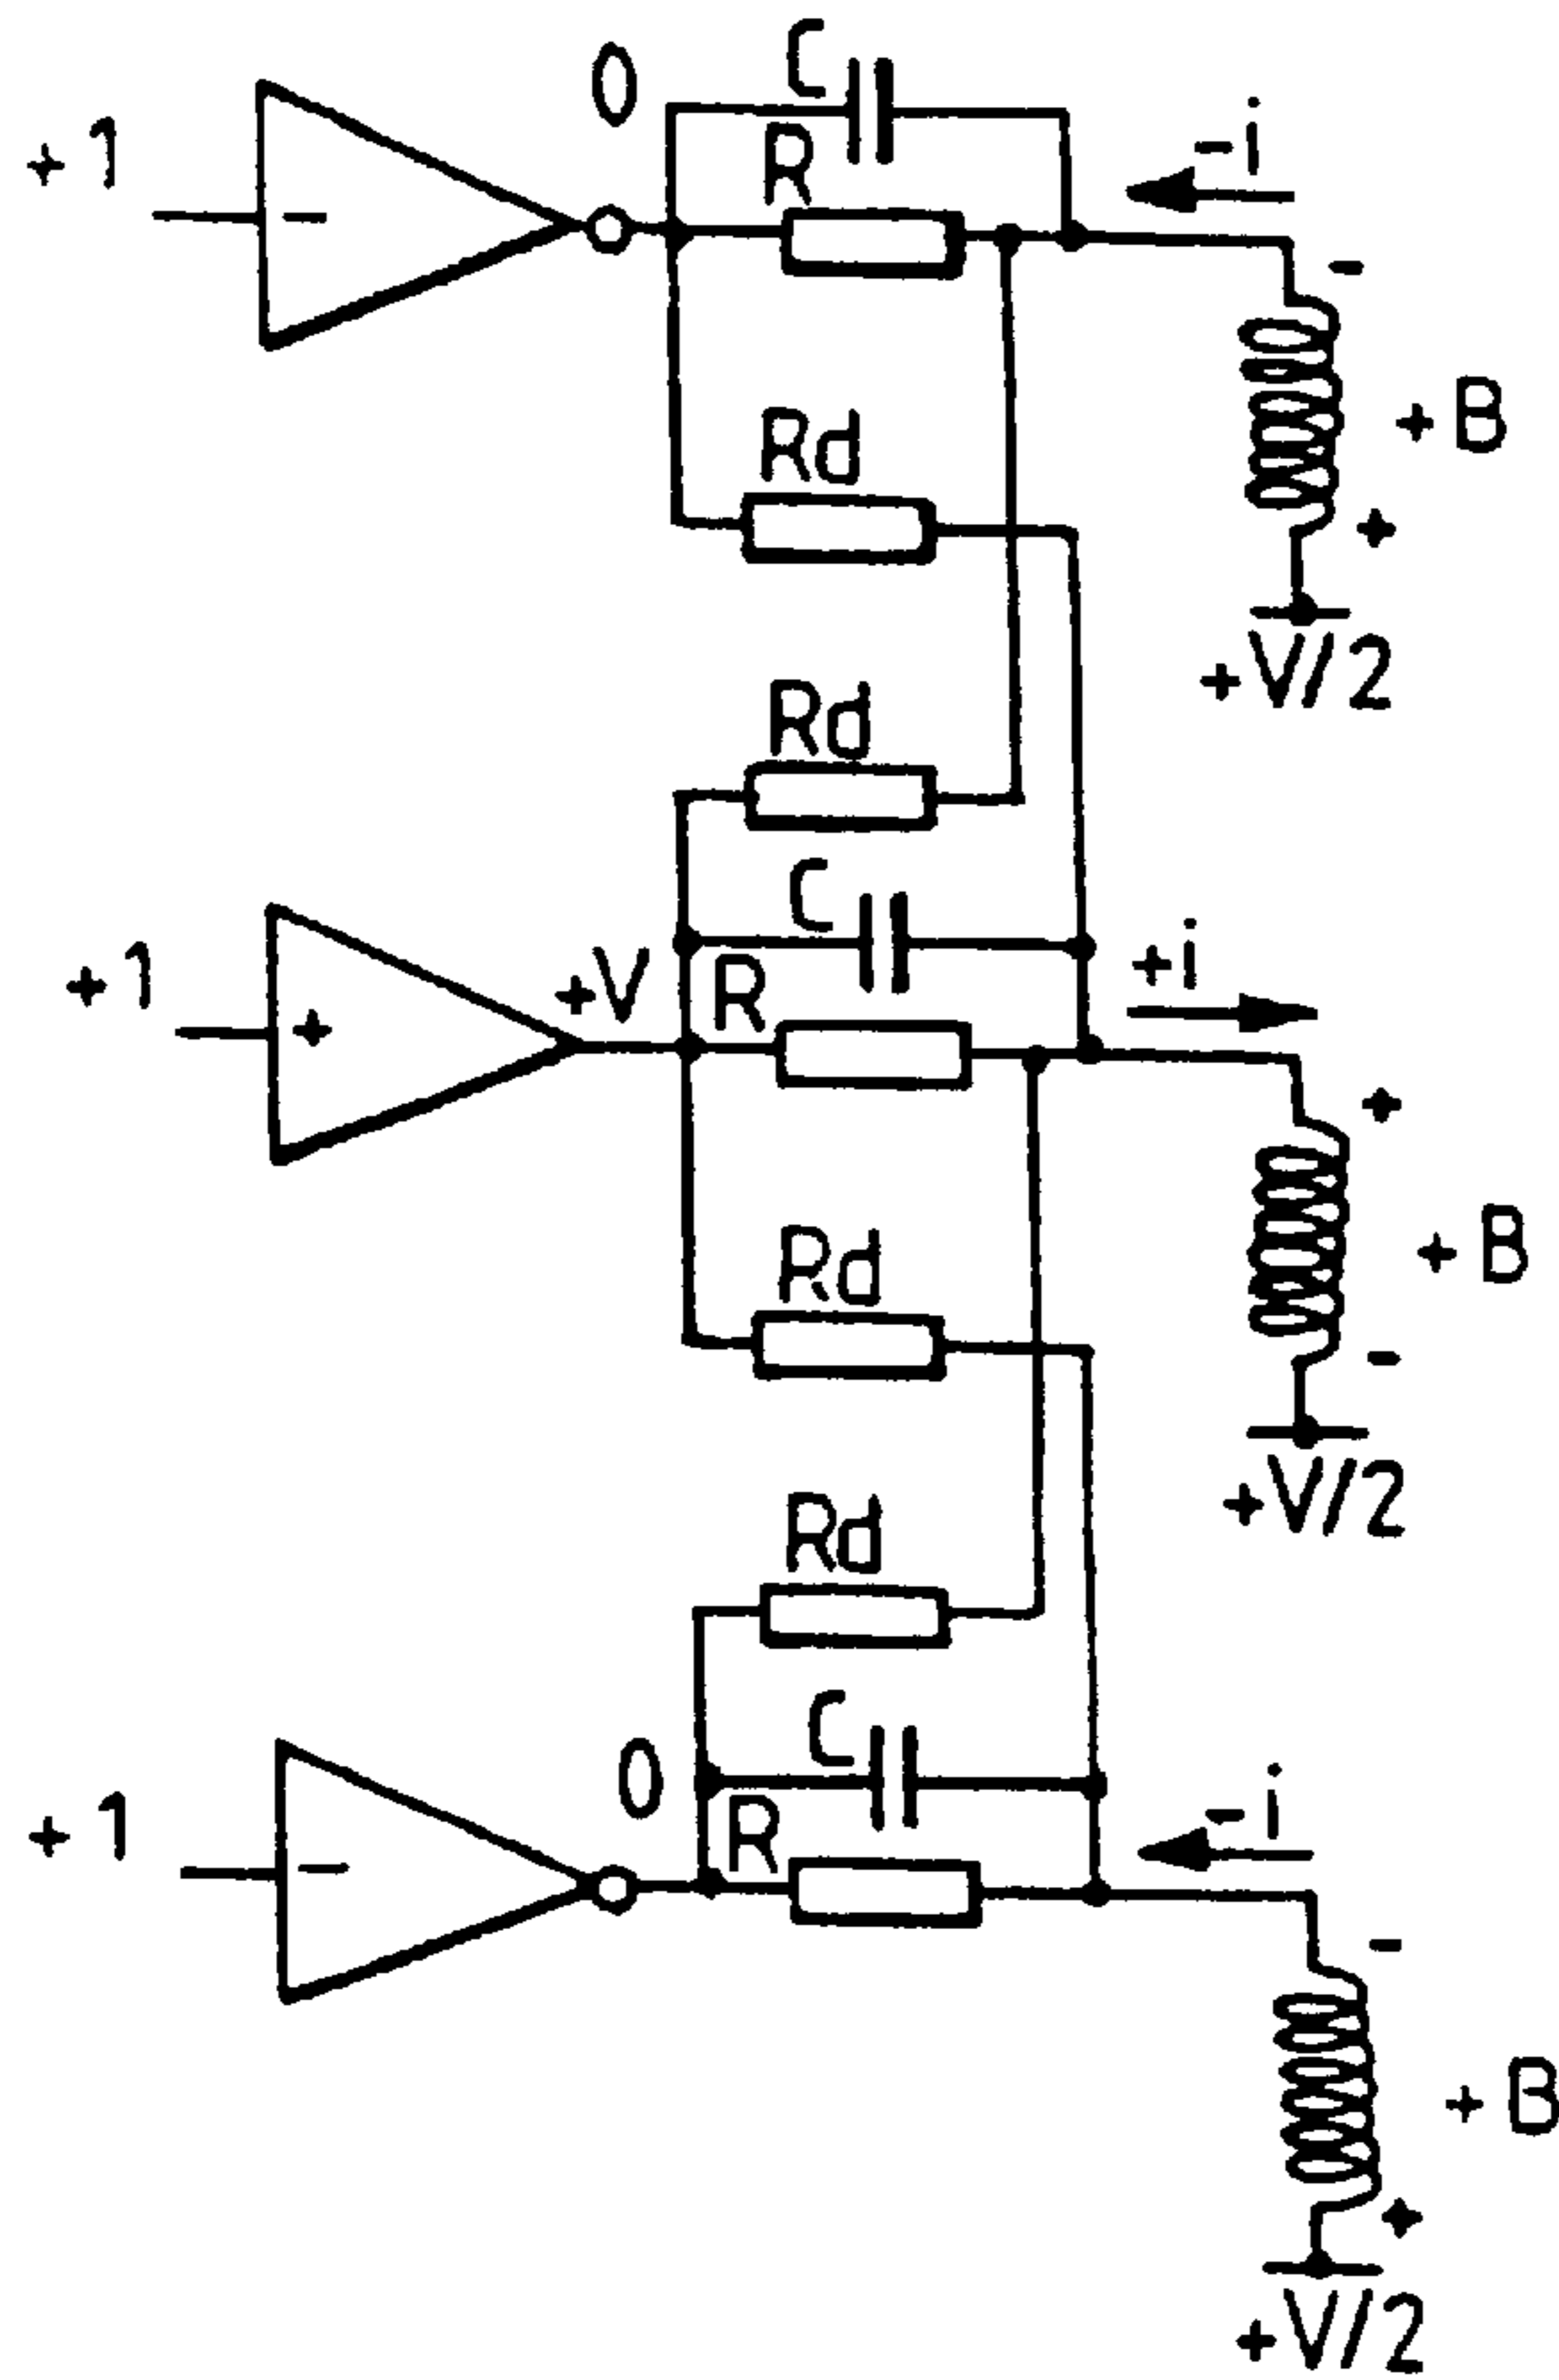 C
0
+1
R
-i
-
-
+B
Rd
+
+V/2
Rd
C
+i
+1
+V
R
+
+
+B
Rd
-
+V/2
Rd
C
0
-i
+1
R
-
-
+B
+
+V/2